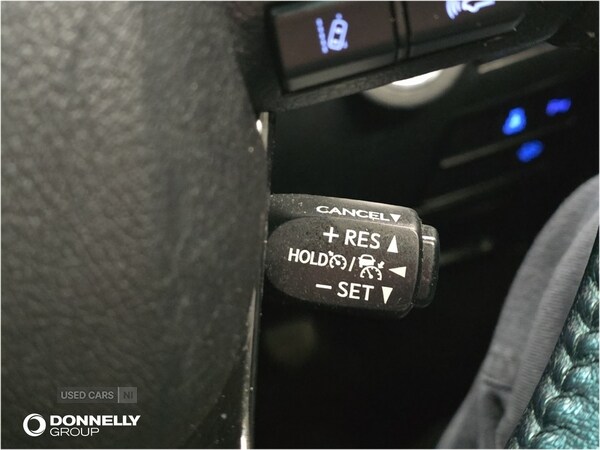 CANCEL▼
+ RES ▲
HOLD / ◄
− SET ▼
USED CARS NI
DONNELLY
GROUP